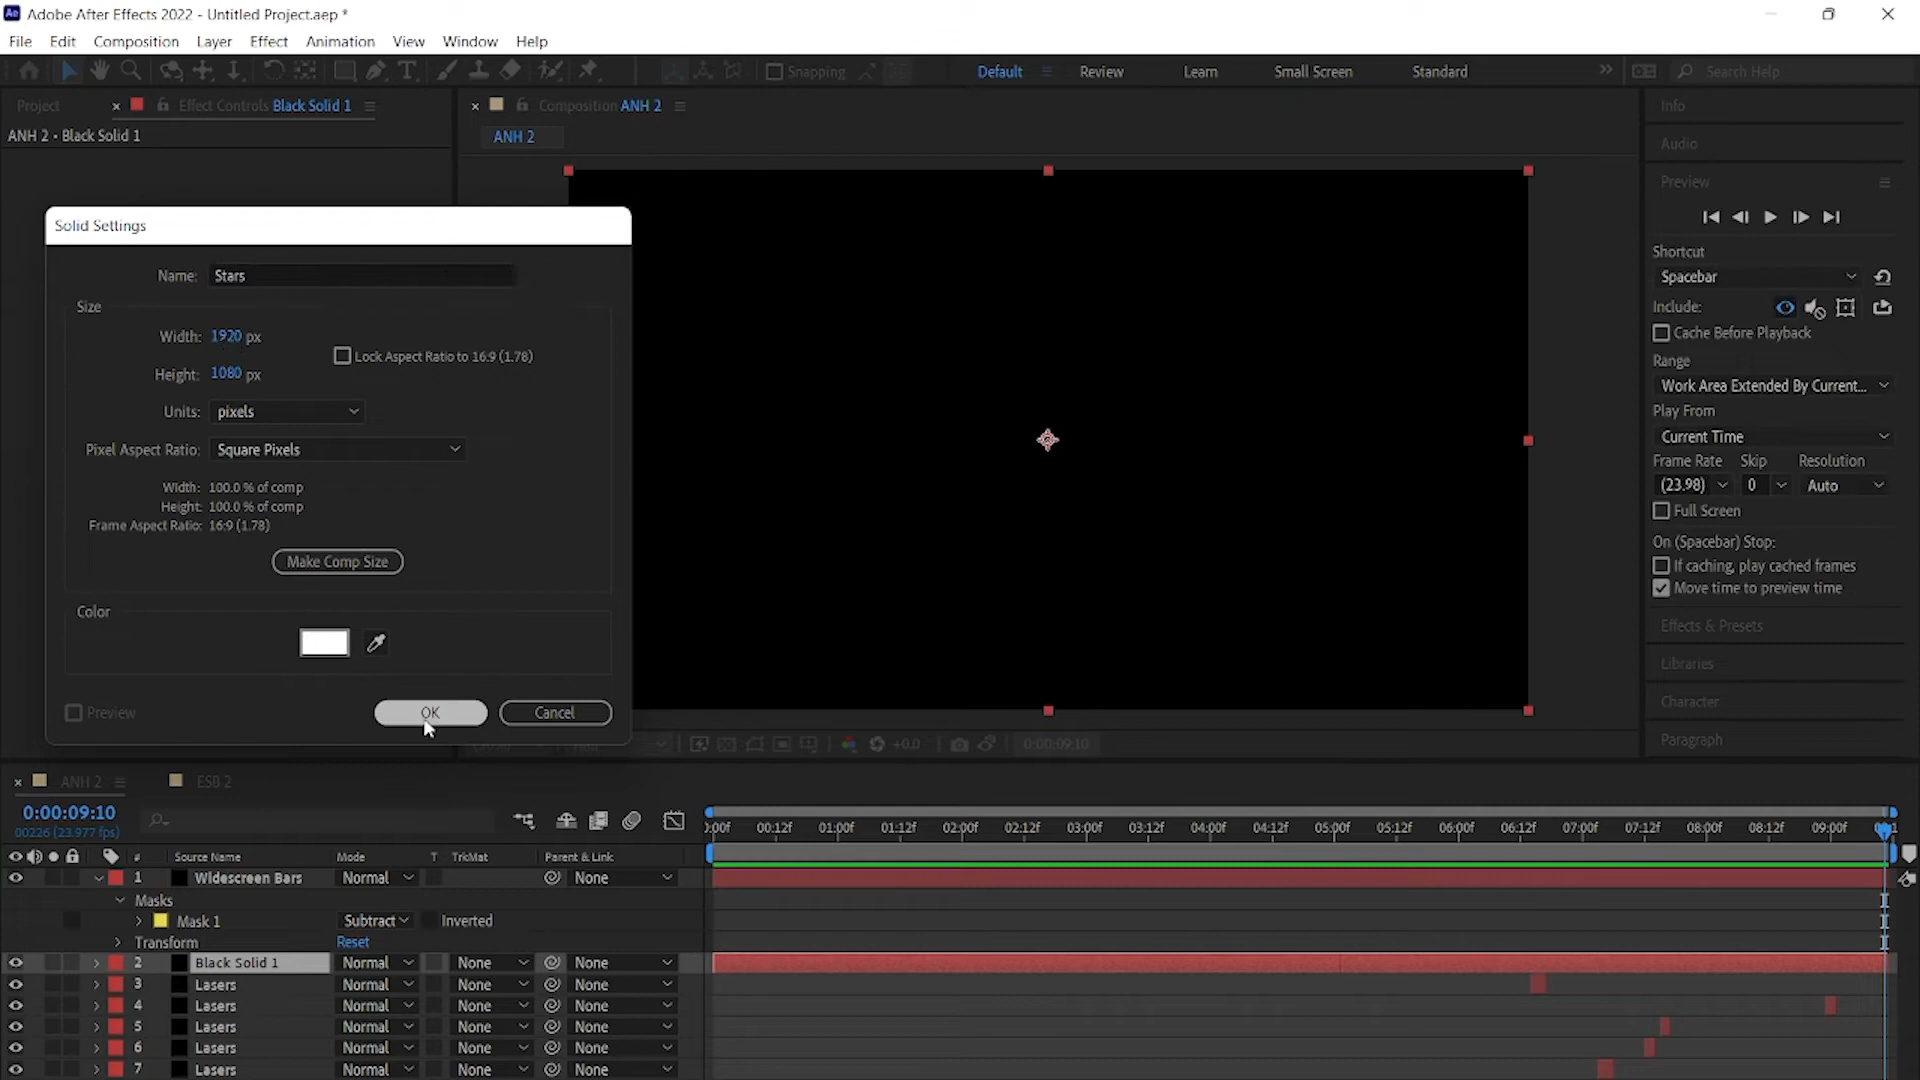 Adobe After Effects 2022 - Untitled Project.aep *
File Edit Composition Layer Effect Animation View Window Help
Snapping Default Review Learn Small Screen Standard Search Help
Project Effect Controls Black Solid 1 Composition ANH 2 Info
ANH 2 • Black Solid 1 ANH 2
Audio
Preview
Solid Settings
Name: Stars
Size
Width: 1920 px
Lock Aspect Ratio to 16:9 (1.78)
Height: 1080 px
Units: pixels
Pixel Aspect Ratio: Square Pixels
Width: 100.0 % of comp
Height: 100.0 % of comp
Frame Aspect Ratio: 16:9 (1.78)
Make Comp Size
Color
Preview OK Cancel
Shortcut
Spacebar
Include:
Cache Before Playback
Range
Work Area Extended By Current...
Play From
Current Time
Frame Rate Skip Resolution
(23.98) 0 Auto
Full Screen
On (Spacebar) Stop:
If caching, play cached frames
Move time to preview time
Effects & Presets
Libraries
Character
Paragraph
+0.0 0:00:09:10
ANH 2 ESB 2
0:00:09:10
00226 (23.977 fps)
00f 00:12f 01:00f 01:12f 02:00f 02:12f 03:00f 03:12f 04:00f 04:12f 05:00f 05:12f 06:00f 06:12f 07:00f 07:12f 08:00f 08:12f 09:00f
# Source Name Mode T TrkMat Parent & Link
1 Widescreen Bars Normal None
Masks
Mask 1 Subtract Inverted
Transform Reset
2 Black Solid 1 Normal None None
3 Lasers Normal None None
4 Lasers Normal None None
5 Lasers Normal None None
6 Lasers Normal None None
7 Lasers Normal None None